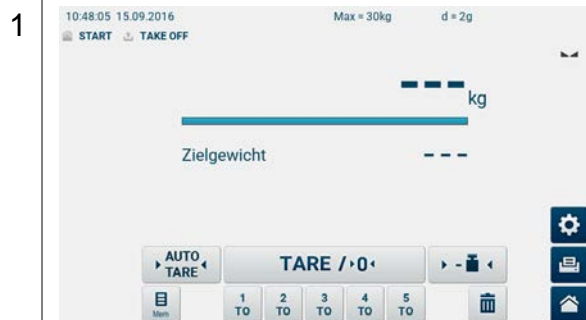 1
10:48:05 15.09.2016 Max = 30kg d = 2g
START TAKE OFF
--- kg
Zielgewicht ---
AUTO TARE TARE / 0 -
Mem 1 TO 2 TO 3 TO 4 TO 5 TO